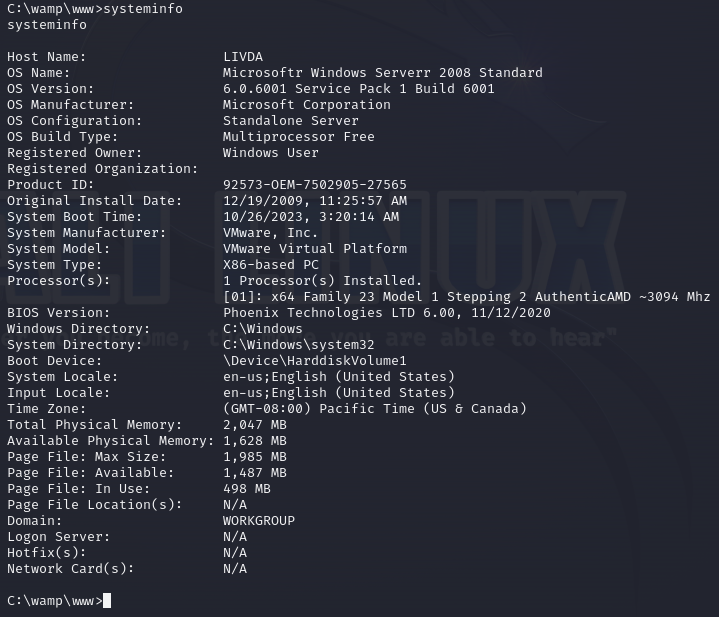 C:\wamp\www>systeminfo
systeminfo
Host Name: LIVDA
OS Name: Microsoftr Windows Serverr 2008 Standard
OS Version: 6.0.6001 Service Pack 1 Build 6001
OS Manufacturer: Microsoft Corporation
OS Configuration: Standalone Server
OS Build Type: Multiprocessor Free
Registered Owner: Windows User
Registered Organization:
Product ID: 92573-OEM-7502905-27565
Original Install Date: 12/19/2009, 11:25:57 AM
System Boot Time: 10/26/2023, 3:20:14 AM
System Manufacturer: VMware, Inc.
System Model: VMware Virtual Platform
System Type: X86-based PC
Processor(s): 1 Processor(s) Installed.
[01]: x64 Family 23 Model 1 Stepping 2 AuthenticAMD ~3094 Mhz
BIOS Version: Phoenix Technologies LTD 6.00, 11/12/2020
Windows Directory: C:\Windows
System Directory: C:\Windows\system32
Boot Device: \Device\HarddiskVolume1
System Locale: en-us;English (United States)
Input Locale: en-us;English (United States)
Time Zone: (GMT-08:00) Pacific Time (US & Canada)
Total Physical Memory: 2,047 MB
Available Physical Memory: 1,628 MB
Page File: Max Size: 1,985 MB
Page File: Available: 1,487 MB
Page File: In Use: 498 MB
Page File Location(s): N/A
Domain: WORKGROUP
Logon Server: N/A
Hotfix(s): N/A
Network Card(s): N/A
C:\wamp\www>
LI LINUX
you are able to hear"